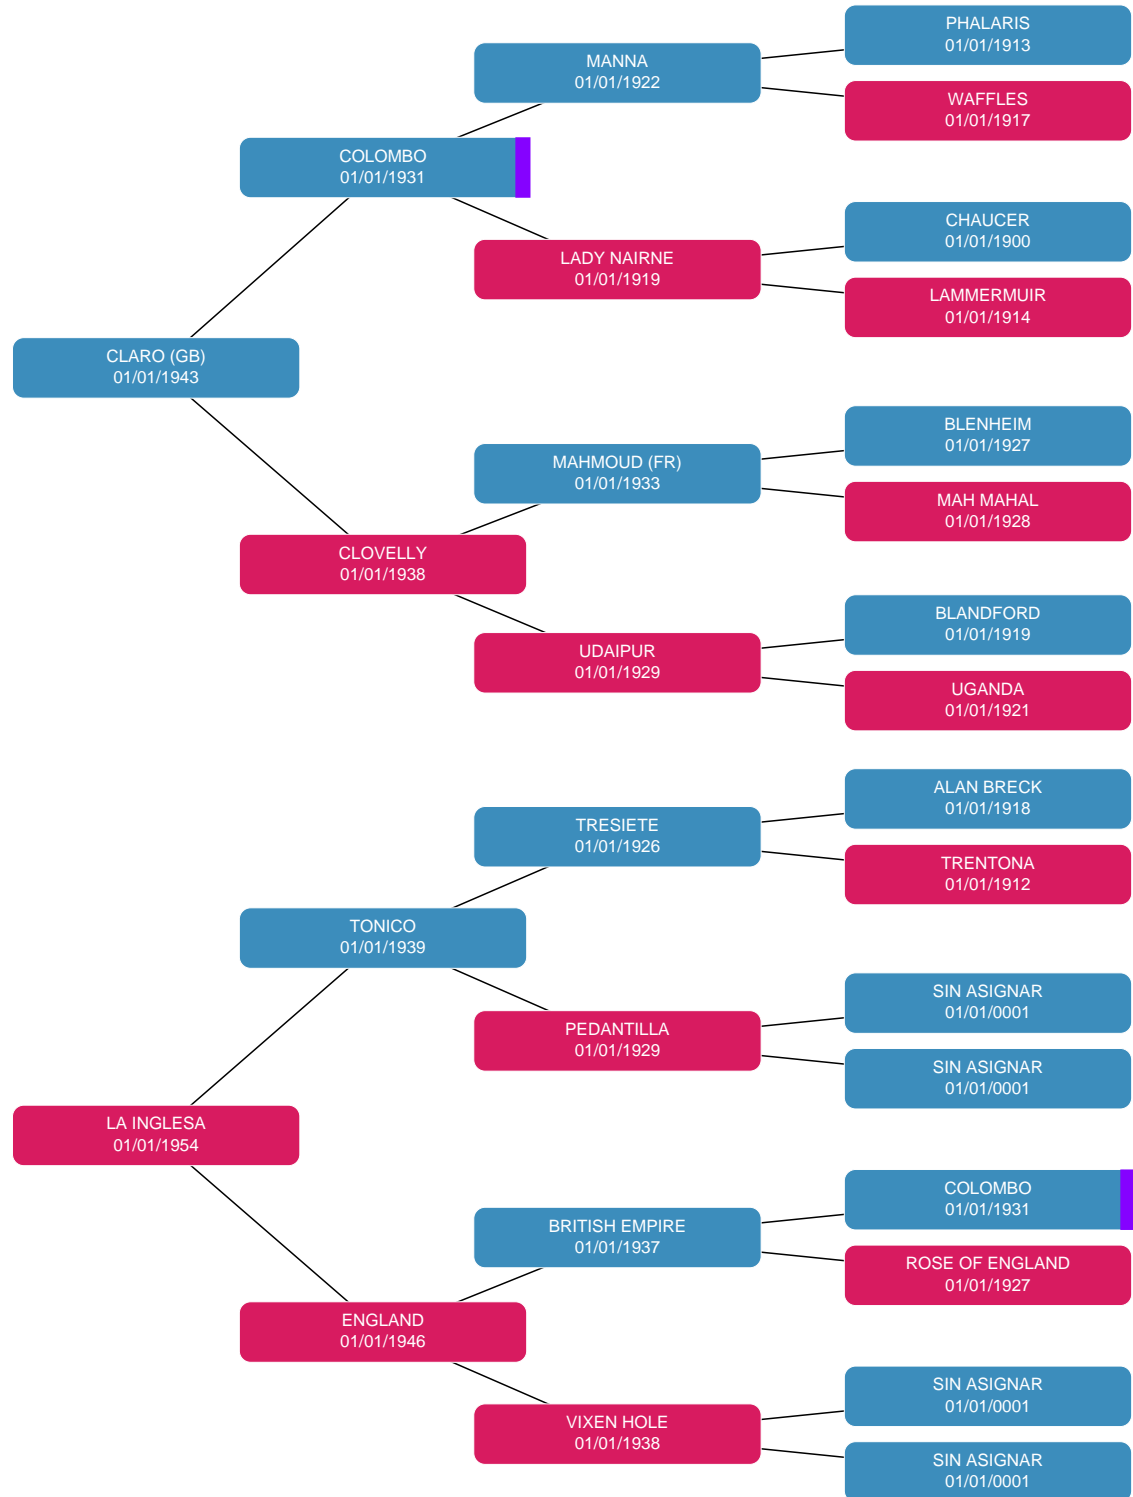 PHALARIS
01/01/1913
MANNA
01/01/1922
WAFFLES
01/01/1917
COLOMBO
01/01/1931
CHAUCER
01/01/1900
LADY NAIRNE
01/01/1919
LAMMERMUIR
01/01/1914
CLARO (GB)
01/01/1943
BLENHEIM
01/01/1927
MAHMOUD (FR)
01/01/1933
MAH MAHAL
01/01/1928
CLOVELLY
01/01/1938
BLANDFORD
01/01/1919
UDAIPUR
01/01/1929
UGANDA
01/01/1921
ALAN BRECK
01/01/1918
TRESIETE
01/01/1926
TRENTONA
01/01/1912
TONICO
01/01/1939
SIN ASIGNAR
01/01/0001
PEDANTILLA
01/01/1929
SIN ASIGNAR
01/01/0001
LA INGLESA
01/01/1954
COLOMBO
01/01/1931
BRITISH EMPIRE
01/01/1937
ROSE OF ENGLAND
01/01/1927
ENGLAND
01/01/1946
SIN ASIGNAR
01/01/0001
VIXEN HOLE
01/01/1938
SIN ASIGNAR
01/01/0001